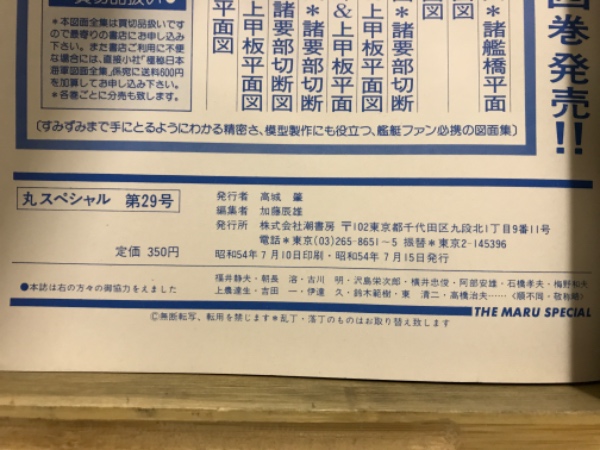 回巻発売!!
*諸艦橋平面
*諸要部切断
上甲板平面図
&上甲板平面
*諸要部切断
諸要部切断図
上甲板平面図
平面図
*本図面全集は買切品扱いです
ので最寄りの書店にお申し込み
下さい。また書店ご利用に不便
な場合には、直接小社
係宛に送料600円
を加算してお申し込み下さい。
*各巻ごとに分売も致します。
〔すみずみまで手にとるようにわかる精密さ、模型製作にも役立つ、艦艇ファン必携の図面集〕
丸スペシャル 第29号
定価 350円
発行者 高城 肇
編集者 加藤辰雄
発行所 株式会社潮書房 〒102東京都千代田区九段北1丁目9番11号
電話*東京(03)265-8651~5 振替*東京2-145396
昭和54年7月10日印刷・昭和54年7月15日発行
●本誌は右の方々の御協力をえました
福井静夫・朝長 溶・古川 明・沢島栄次郎・横井忠俊・阿部安雄・石橋孝夫・梅野和夫
上農達生・吉田 一・伊達 久・鈴木範樹・東 清二・高橋治夫……〈順不同・敬称略〉
THE MARU SPECIAL
©無断転写、転用を禁じます*乱丁・落丁のものはお取り替え致します